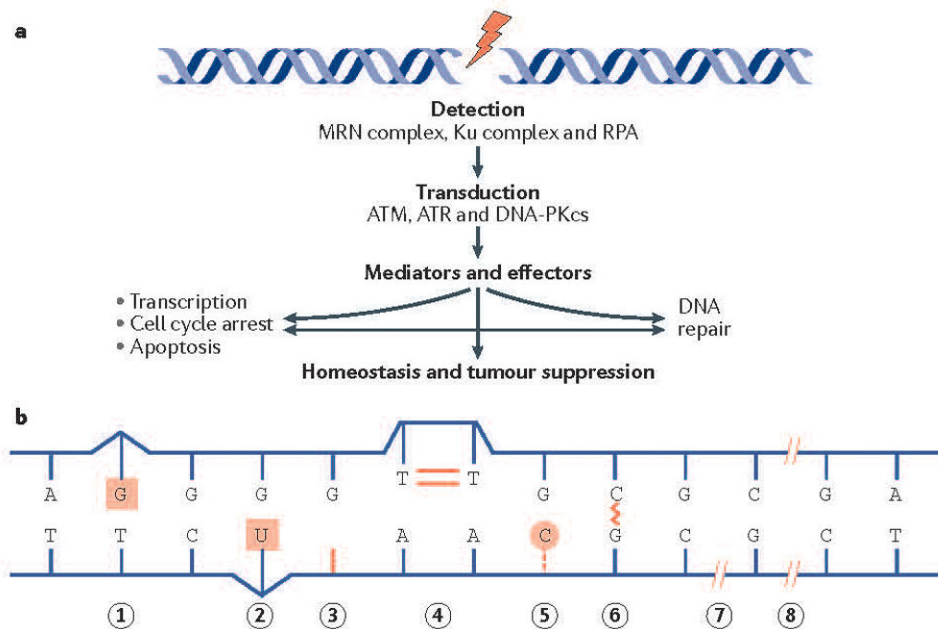 a
Detection
MRN complex, Ku complex and RPA
Transduction
ATM, ATR and DNA-PKcs
Mediators and effectors
• Transcription
• Cell cycle arrest
• Apoptosis
DNA
repair
Homeostasis and tumour suppression
b
A G G G G T T G C G C G A
T T C U A A C G C G C T
1 2 3 4 5 6 7 8